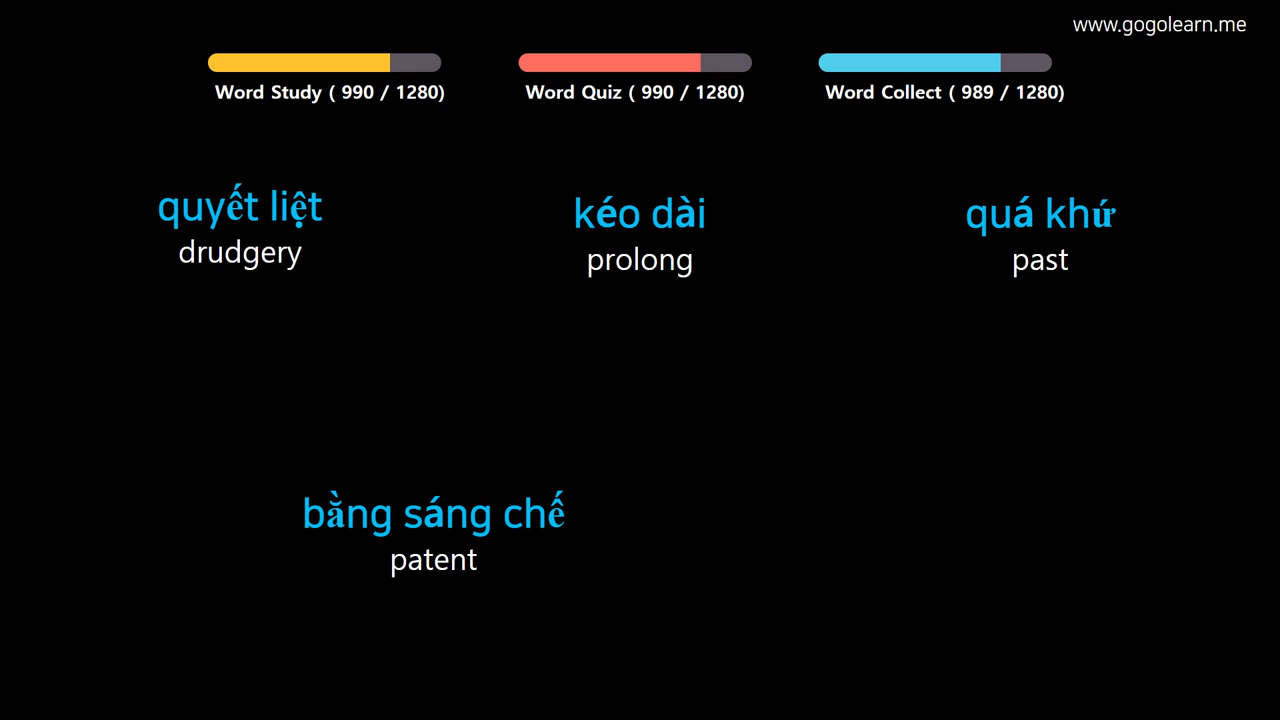 www.gogolearn.me
Word Study ( 990 / 1280)
Word Quiz ( 990 / 1280)
Word Collect ( 989 / 1280)
quyết liệt
drudgery
kéo dài
prolong
quá khứ
past
bằng sáng chế
patent